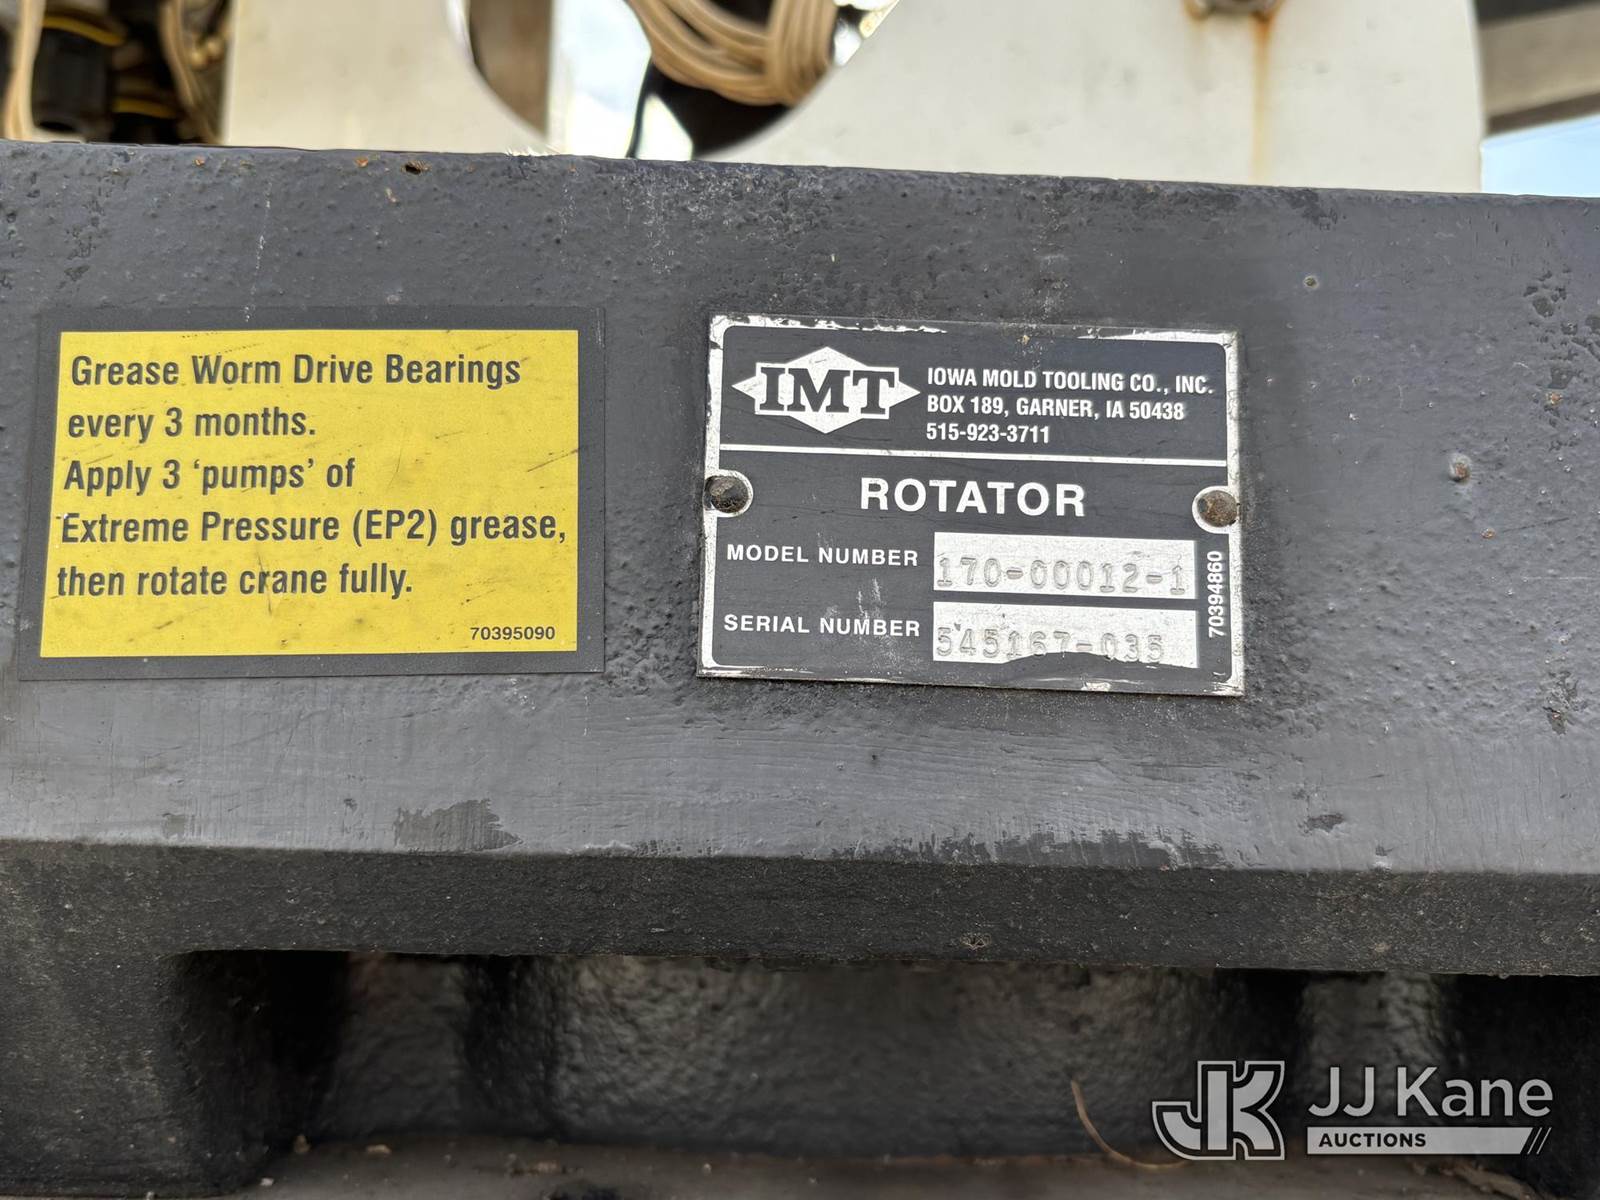 Grease Worm Drive Bearings
every 3 months.
Apply 3 ‘pumps’ of
Extreme Pressure (EP2) grease,
then rotate crane fully.
70395090
IMT
IOWA MOLD TOOLING CO., INC.
BOX 189, GARNER, IA 50438
515-923-3711
ROTATOR
MODEL NUMBER 170-00012-1
SERIAL NUMBER 545167-035
70394860
JK
JJ Kane
AUCTIONS